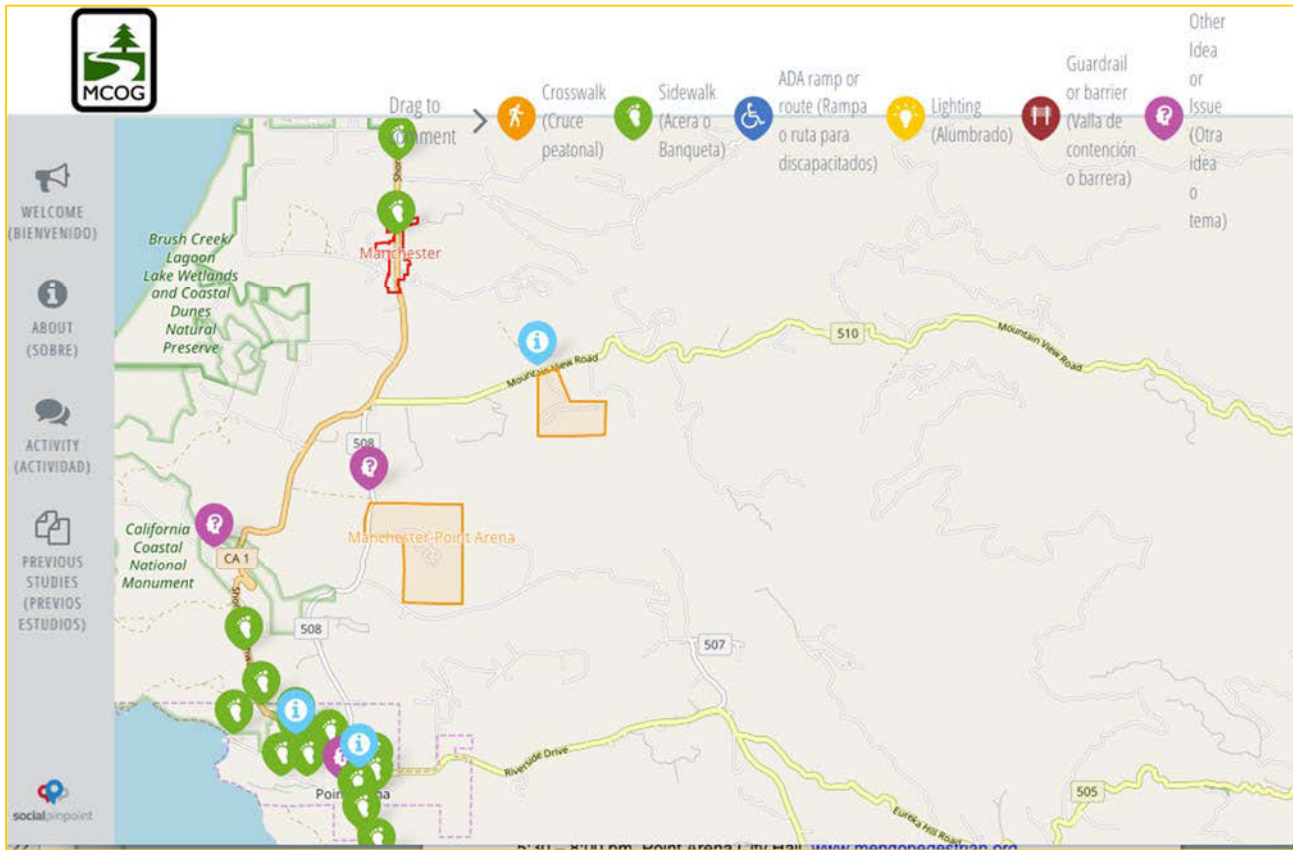 MCOG
Drag to
comment
Crosswalk
(Cruce
peatonal)
Sidewalk
(Acera o
Banqueta)
ADA ramp or
route (Rampa
o ruta para
discapacitados)
Lighting
(Alumbrado)
Guardrail
or barrier
(Valla de
contención
o barrera)
Other
Idea
or
Issue
(Otra
idea
o
tema)
WELCOME
(BIENVENIDO)
ABOUT
(SOBRE)
ACTIVITY
(ACTIVIDAD)
PREVIOUS
STUDIES
(PREVIOS
ESTUDIOS)
socialpinpoint
Brush Creek/
Lagoon
Lake Wetlands
and Coastal
Dunes
Natural
Preserve
Manchester
510
Mountain View Road
Mountain View Road
508
California
Coastal
National
Monument
CA 1
Manchester-Point Arena
508
507
Riverside Drive
505
Eureka Hill Road
5:30 – 8:00 pm, Point Arena City Hall, www.mendopedestrian.org